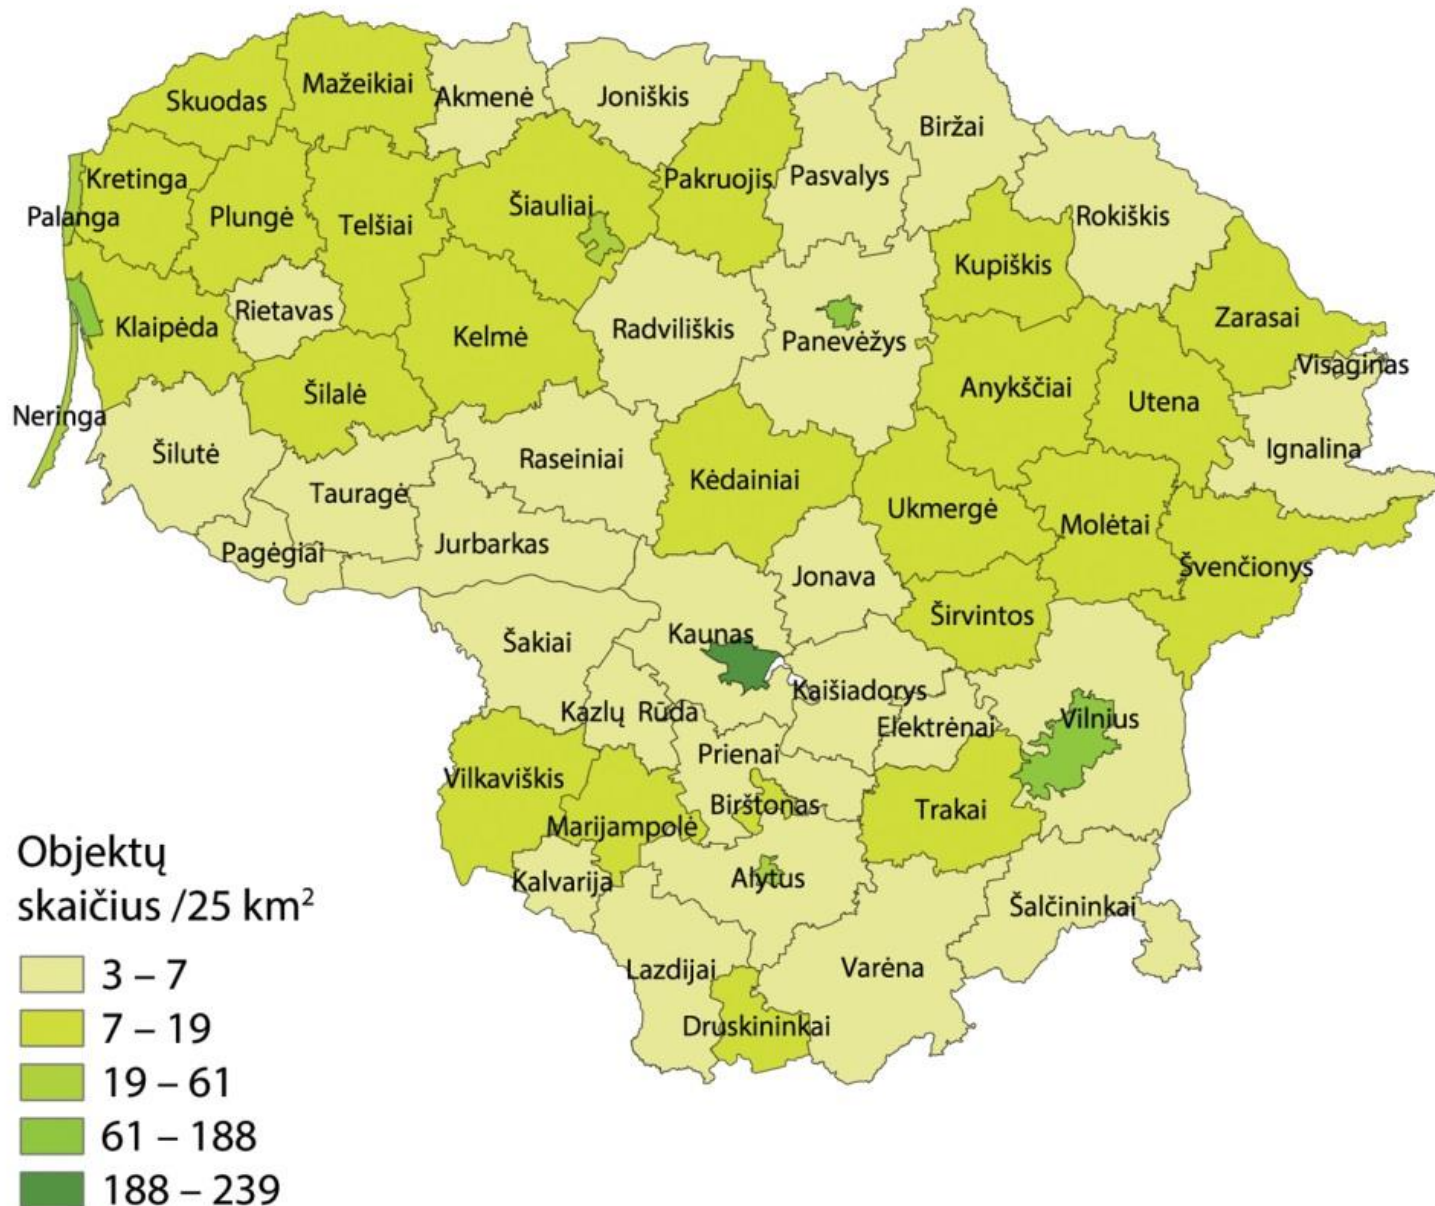 Skuodas
Mažeikiai
Akmenė
Joniškis
Biržai
Kretinga
Palanga
Plungė
Telšiai
Šiauliai
Pakruojis
Pasvalys
Rokiškis
Kupiškis
Klaipėda
Rietavas
Kelmė
Radviliškis
Panevėžys
Zarasai
Visaginas
Neringa
Šilalė
Anykščiai
Utena
Ignalina
Šilutė
Tauragė
Raseiniai
Kėdainiai
Ukmergė
Molėtai
Pagėgiai
Jurbarkas
Jonava
Švenčionys
Širvintos
Šakiai
Kaunas
Kaišiadorys
Kazlų Rūda
Elektrėnai
Vilnius
Prienai
Vilkaviškis
Birštonas
Trakai
Marijampolė
Kalvarija
Alytus
Šalčininkai
Lazdijai
Varėna
Druskininkai
Objektų
skaičius /25 km²
3 – 7
7 – 19
19 – 61
61 – 188
188 – 239